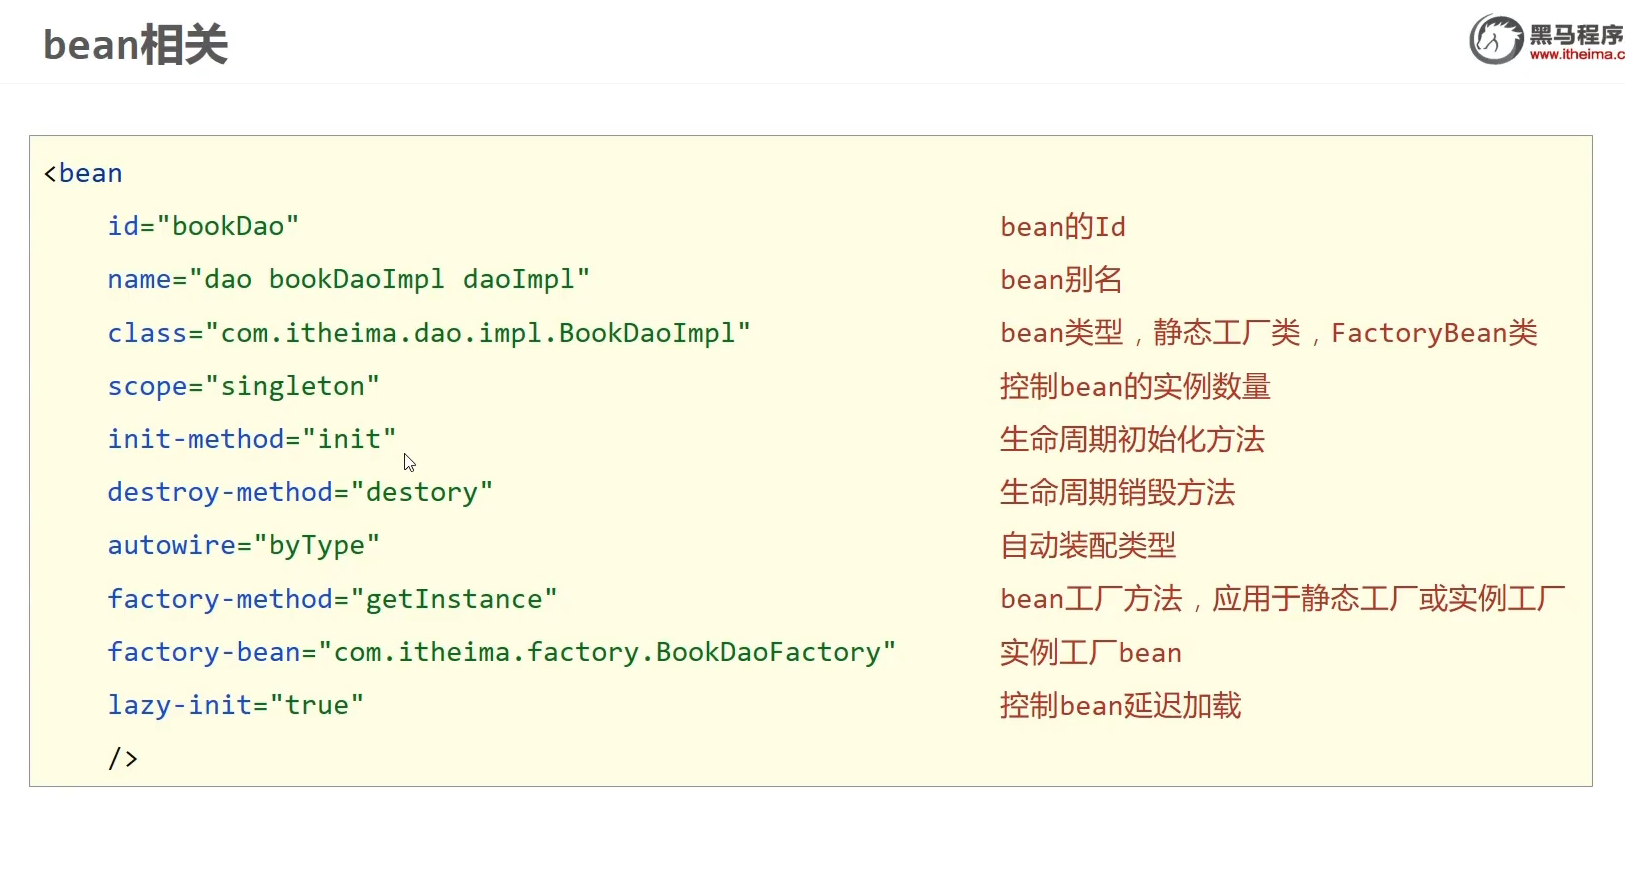 bean相关
黑马程序
www.itheima.c
<bean
id="bookDao" bean的Id
name="dao bookDaoImpl daoImpl" bean别名
class="com.itheima.dao.impl.BookDaoImpl" bean类型，静态工厂类，FactoryBean类
scope="singleton" 控制bean的实例数量
init-method="init" 生命周期初始化方法
destroy-method="destory" 生命周期销毁方法
autowire="byType" 自动装配类型
factory-method="getInstance" bean工厂方法，应用于静态工厂或实例工厂
factory-bean="com.itheima.factory.BookDaoFactory" 实例工厂bean
lazy-init="true" 控制bean延迟加载
/>